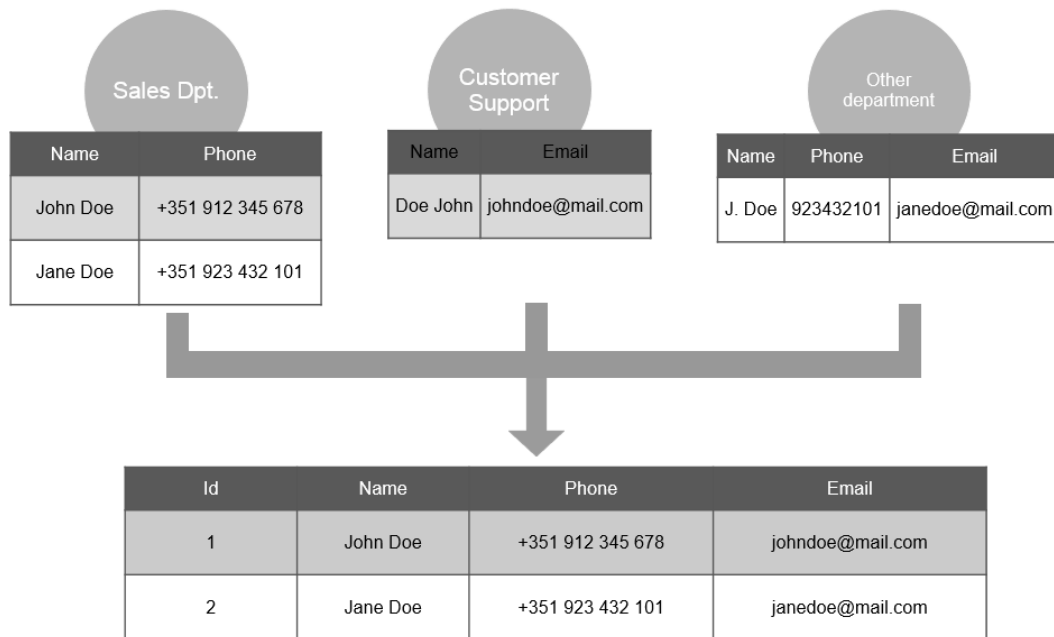 Sales Dpt.
Customer
Support
Other
department
Name Phone
John Doe +351 912 345 678
Jane Doe +351 923 432 101
Name Email
Doe John johndoe@mail.com
Name Phone Email
J. Doe 923432101 janedoe@mail.com
Id Name Phone Email
1 John Doe +351 912 345 678 johndoe@mail.com
2 Jane Doe +351 923 432 101 janedoe@mail.com